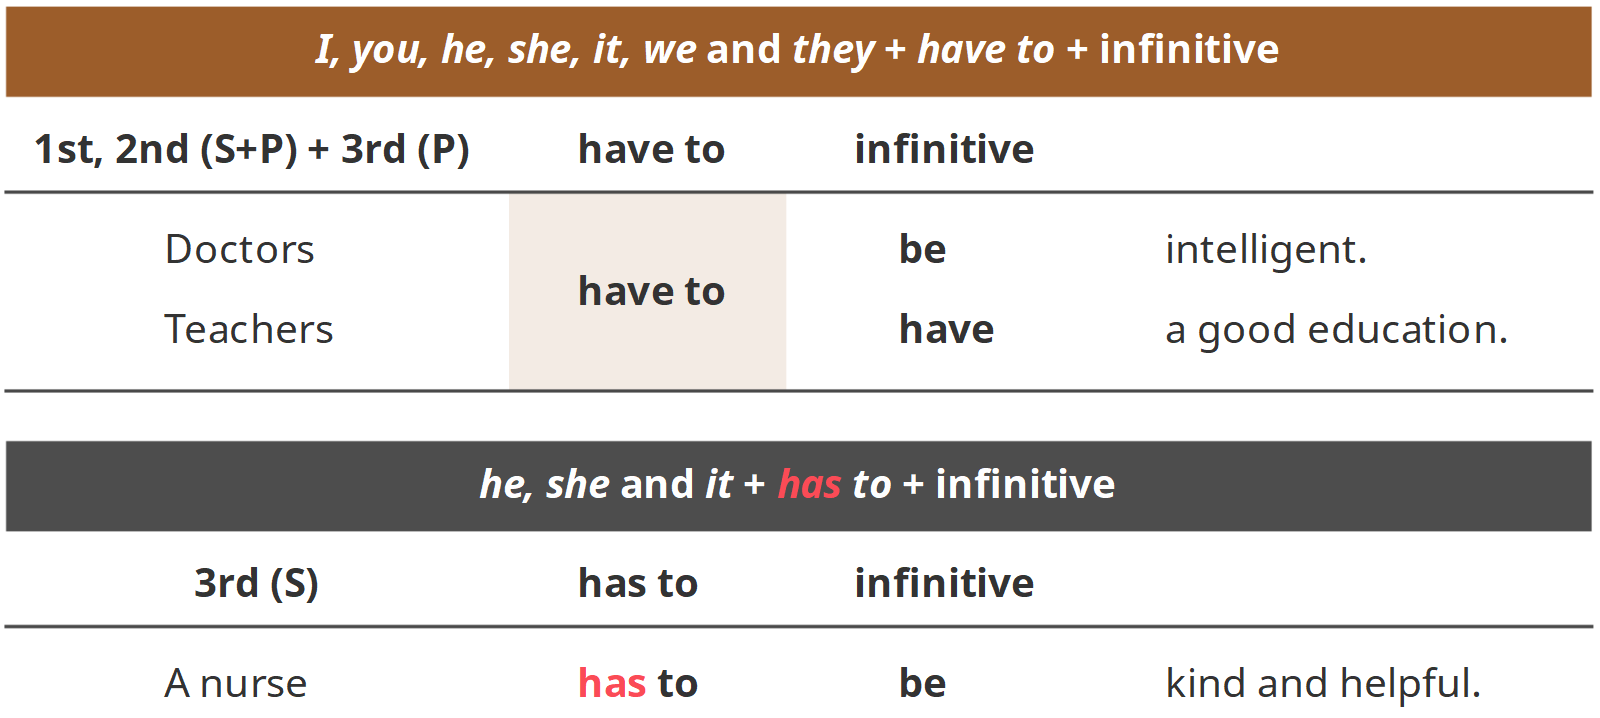 I, you, he, she, it, we and they + have to + infinitive
1st, 2nd (S+P) + 3rd (P) have to infinitive
Doctors be intelligent.
have to
Teachers have a good education.
he, she and it + has to + infinitive
3rd (S) has to infinitive
A nurse has to be kind and helpful.